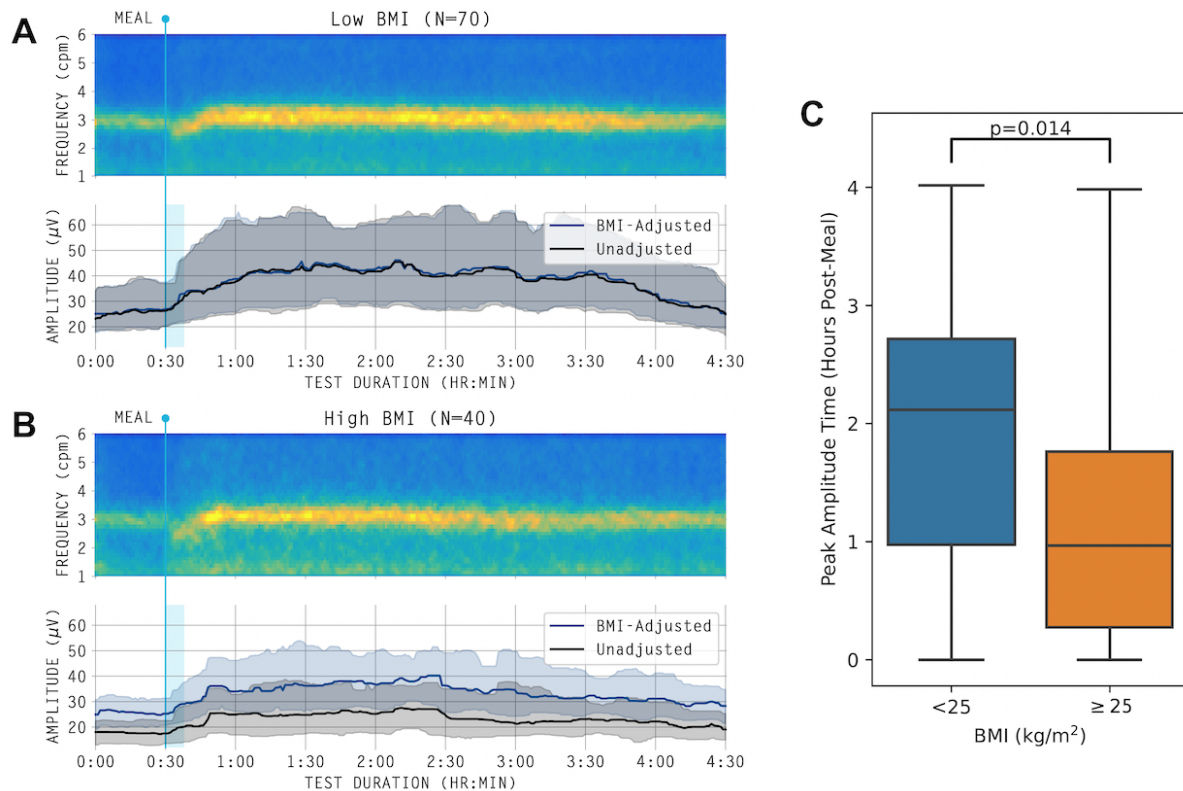 A
MEAL
Low BMI (N=70)
FREQUENCY (cpm)
6
5
4
3
2
1
AMPLITUDE (µV)
60
50
40
30
20
BMI-Adjusted
Unadjusted
0:00 0:30 1:00 1:30 2:00 2:30 3:00 3:30 4:00 4:30
TEST DURATION (HR:MIN)
B
MEAL
High BMI (N=40)
FREQUENCY (cpm)
6
5
4
3
2
1
AMPLITUDE (µV)
60
50
40
30
20
BMI-Adjusted
Unadjusted
0:00 0:30 1:00 1:30 2:00 2:30 3:00 3:30 4:00 4:30
TEST DURATION (HR:MIN)
C
p=0.014
Peak Amplitude Time (Hours Post-Meal)
4
3
2
1
0
<25 ≥25
BMI (kg/m²)